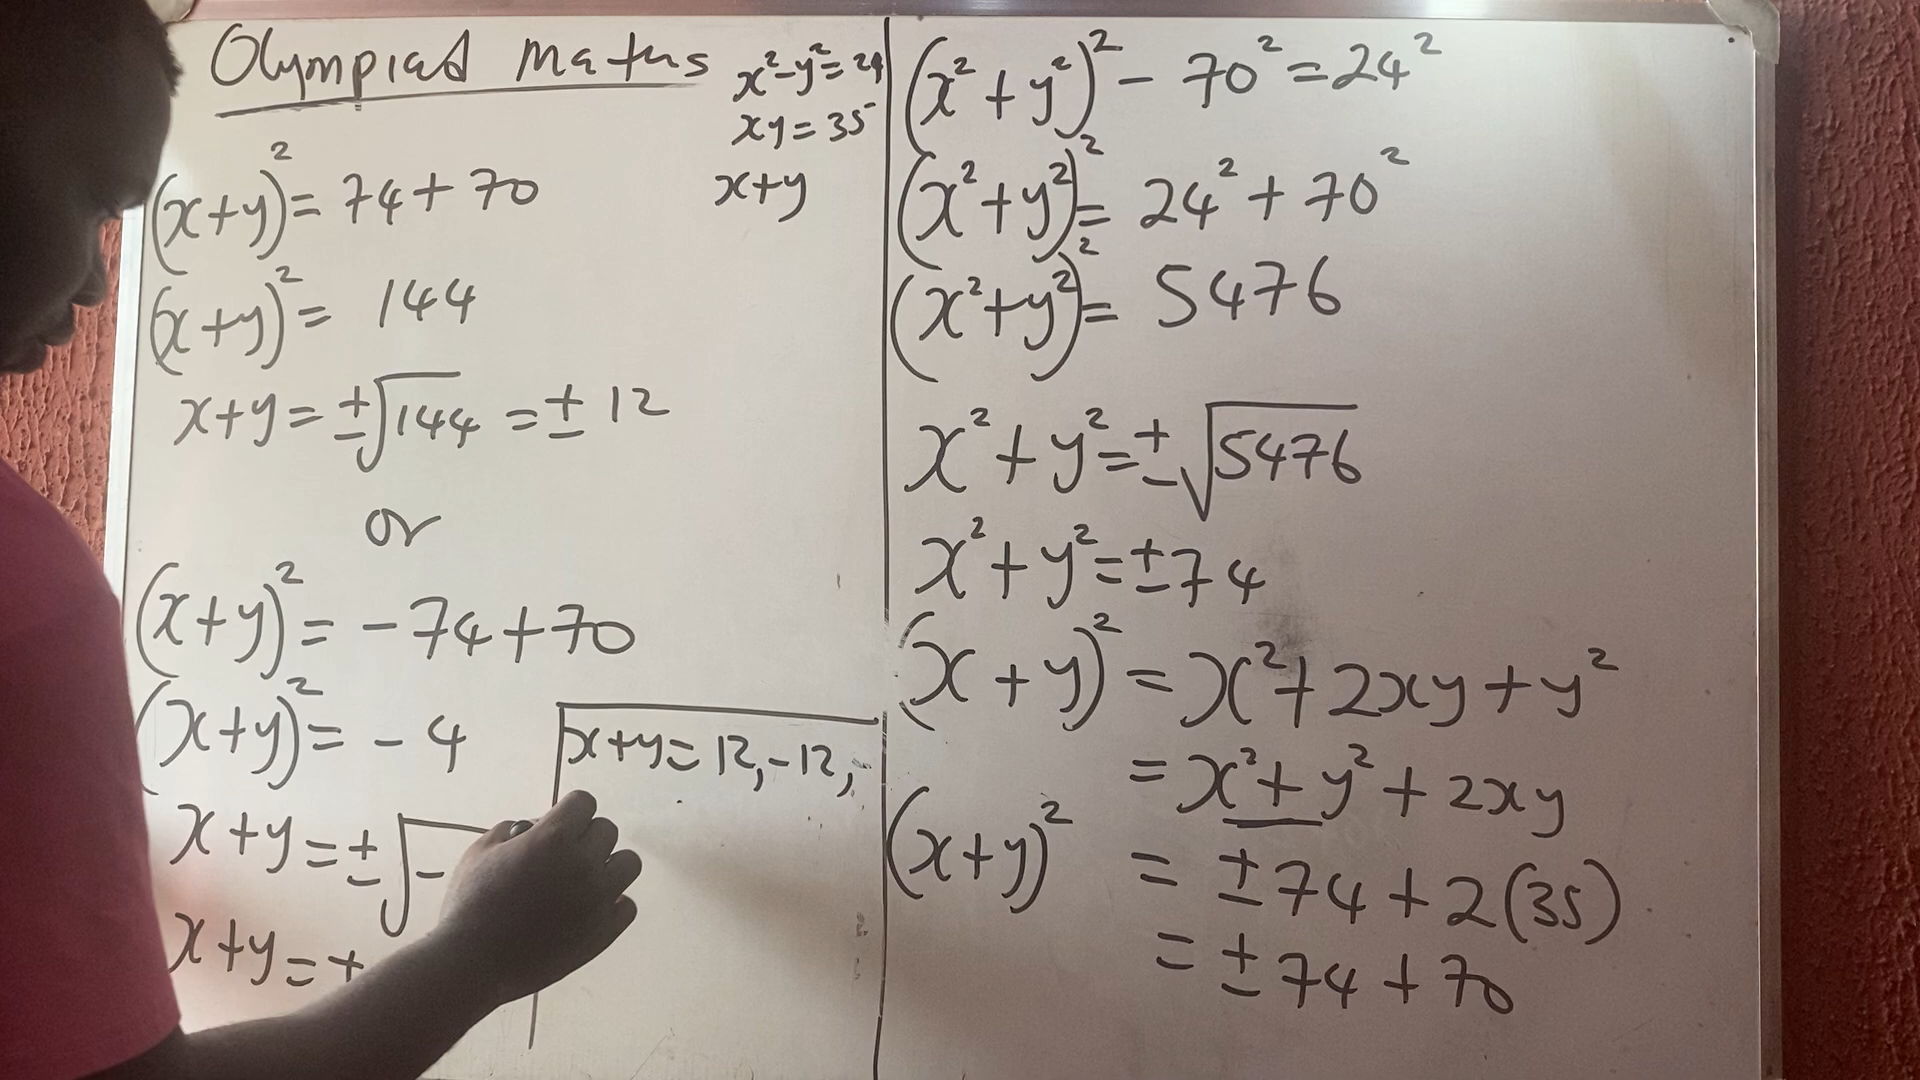 Olympiad Maths
x²-y²=24
xy=35
x+y
(x+y)²=74+70
(x+y)²=144
x+y=±√144=±12
or
(x+y)²=-74+70
(x+y)²=-4
x+y=±√-
x+y=+
x+y=12,-12,
(x²+y²)²-70²=24²
(x²+y²)²=24²+70²
(x²+y²)²=5476
x²+y²=±√5476
x²+y²=±74
(x+y)²=x²+2xy+y²
=x²+y²+2xy
(x+y)²=±74+2(35)
=±74+70